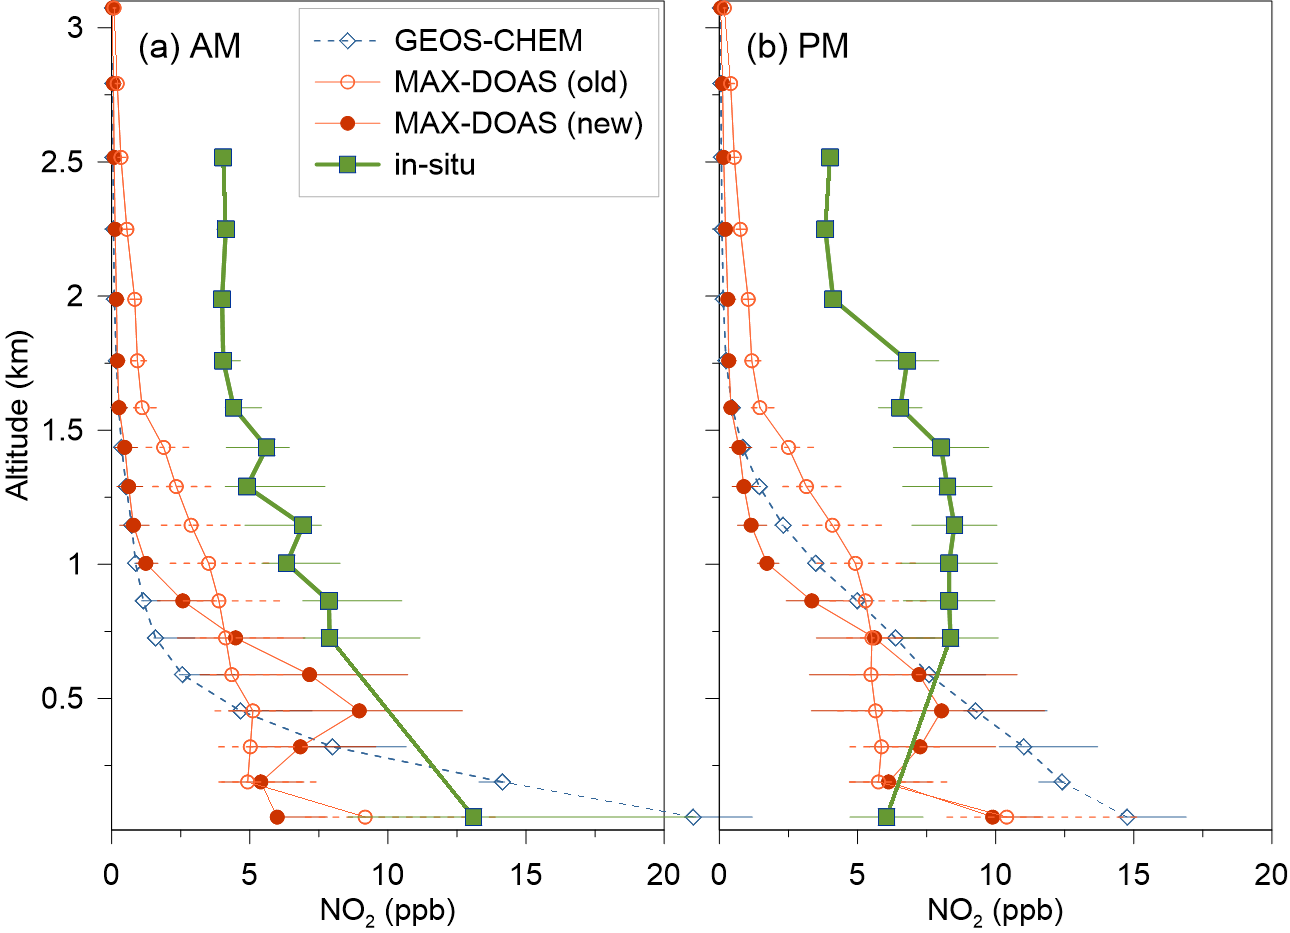 (a) AM
GEOS-CHEM
MAX-DOAS (old)
MAX-DOAS (new)
in-situ
(b) PM
3
2.5
2
1.5
1
0.5
Altitude (km)
0 5 10 15 20
NO2 (ppb)
0 5 10 15 20
NO2 (ppb)